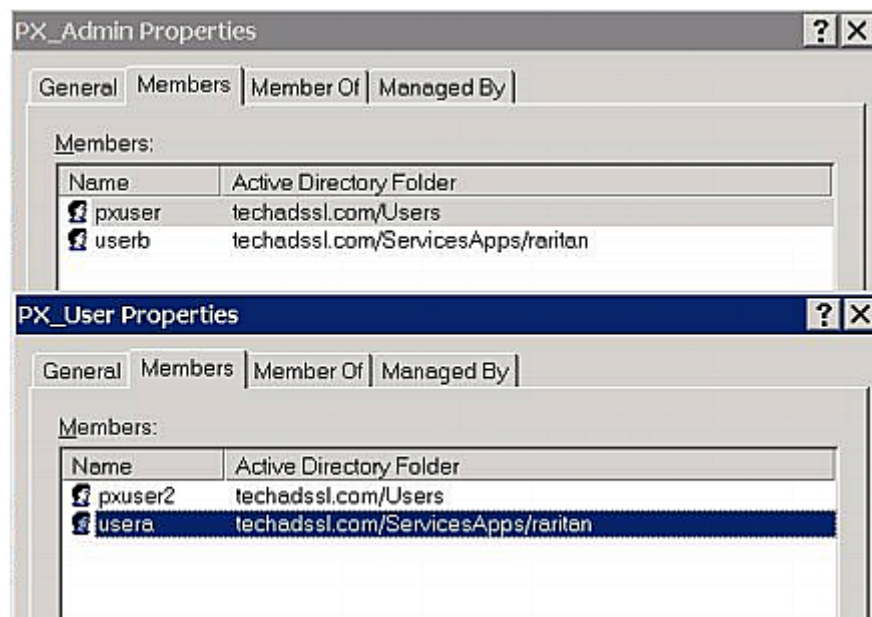 PX_Admin Properties
General Members Member Of Managed By
Members:
Name Active Directory Folder
pxuser techadssl.com/Users
userb techadssl.com/ServicesApps/raritan
PX_User Properties
General Members Member Of Managed By
Members:
Name Active Directory Folder
pxuser2 techadssl.com/Users
usera techadssl.com/ServicesApps/raritan